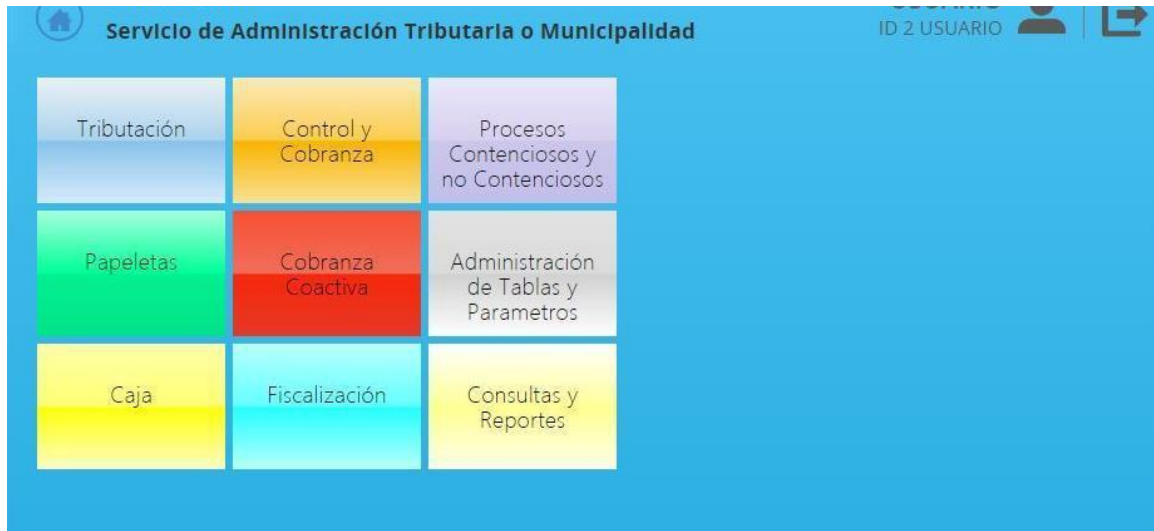 USUARIO
Servicio de Administración Tributaria o Municipalidad
ID 2 USUARIO
Tributación
Control y
Cobranza
Procesos
Contenciosos y
no Contenciosos
Papeletas
Cobranza
Coactiva
Administración
de Tablas y
Parametros
Caja
Fiscalización
Consultas y
Reportes